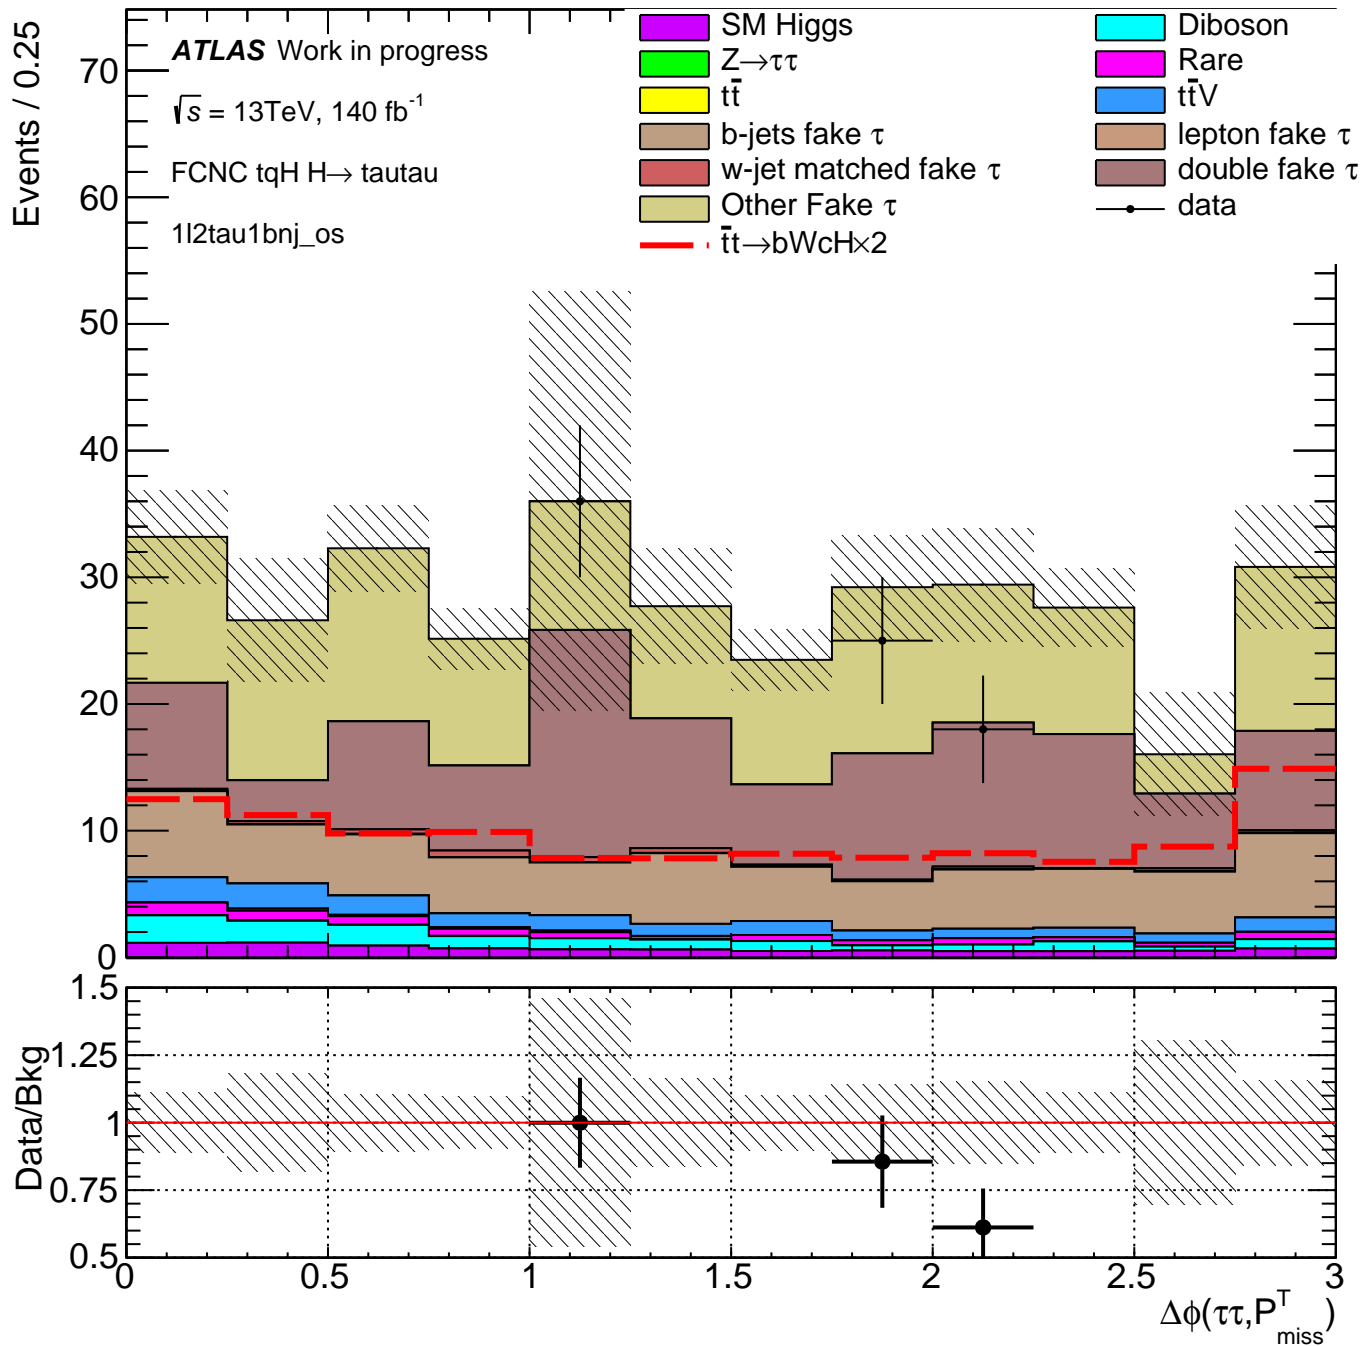 Events / 0.25
ATLAS Work in progress
√s = 13TeV, 140 fb⁻¹
FCNC tqH H→ tautau
1l2tau1bnj_os
SM Higgs
Z→ττ
tt̄
b-jets fake τ
w-jet matched fake τ
Other Fake τ
t̄t→bWcH×2
Diboson
Rare
tt̄V
lepton fake τ
double fake τ
data
70
60
50
40
30
20
10
0
Data/Bkg
1.5
1.25
1
0.75
0.5
0 0.5 1 1.5 2 2.5 3
Δϕ(ττ,P^T_miss)